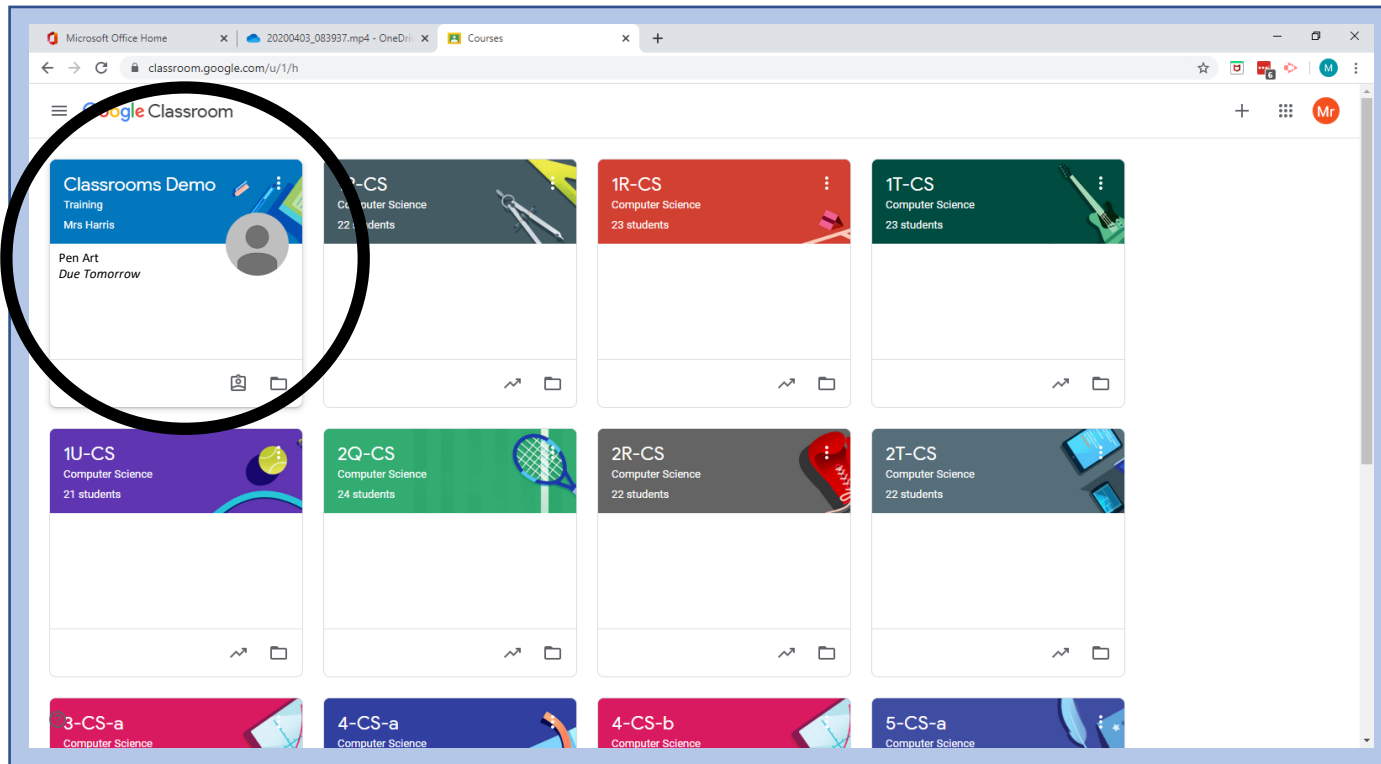 Microsoft Office Home
20200403_083937.mp4 - OneDri
Courses
classroom.google.com/u/1/h
6
M
Google Classroom
Mr
Classrooms Demo
Training
Mrs Harris
Pen Art
Due Tomorrow
-CS
Computer Science
22 students
1R-CS
Computer Science
23 students
1T-CS
Computer Science
23 students
1U-CS
Computer Science
21 students
2Q-CS
Computer Science
24 students
2R-CS
Computer Science
22 students
2T-CS
Computer Science
22 students
3-CS-a
Computer Science
4-CS-a
Computer Science
4-CS-b
Computer Science
5-CS-a
Computer Science